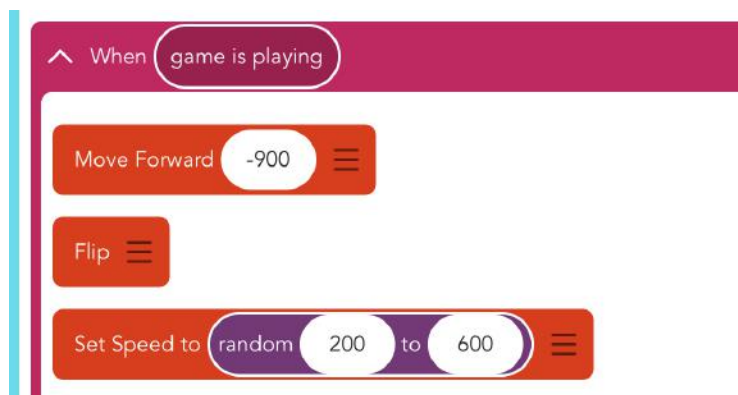 When game is playing
Move Forward -900
Flip
Set Speed to random 200 to 600